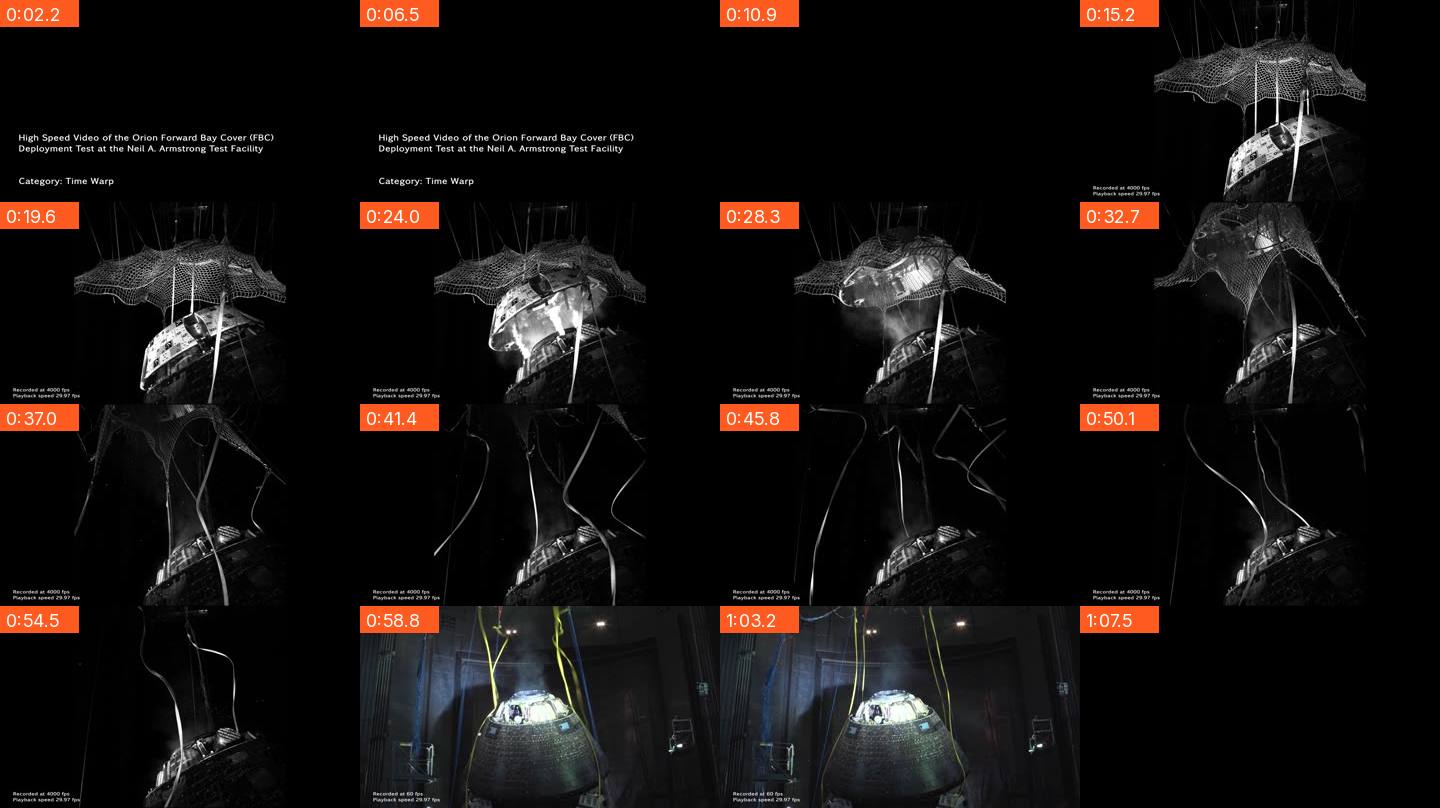 0:02.2
0:06.5
0:10.9
0:15.2
High Speed Video of the Orion Forward Bay Cover (FBC)
Deployment Test at the Neil A. Armstrong Test Facility
Category: Time Warp
High Speed Video of the Orion Forward Bay Cover (FBC)
Deployment Test at the Neil A. Armstrong Test Facility
Category: Time Warp
Recorded at 4000 fps
Playback speed 29.97 fps
0:19.6
0:24.0
0:28.3
0:32.7
Recorded at 4000 fps
Playback speed 29.97 fps
Recorded at 4000 fps
Playback speed 29.97 fps
Recorded at 4000 fps
Playback speed 29.97 fps
Recorded at 4000 fps
Playback speed 29.97 fps
0:37.0
0:41.4
0:45.8
0:50.1
Recorded at 4000 fps
Playback speed 29.97 fps
Recorded at 4000 fps
Playback speed 29.97 fps
Recorded at 4000 fps
Playback speed 29.97 fps
Recorded at 4000 fps
Playback speed 29.97 fps
0:54.5
0:58.8
1:03.2
1:07.5
Recorded at 4000 fps
Playback speed 29.97 fps
Recorded at 60 fps
Playback speed 29.97 fps
Recorded at 60 fps
Playback speed 29.97 fps